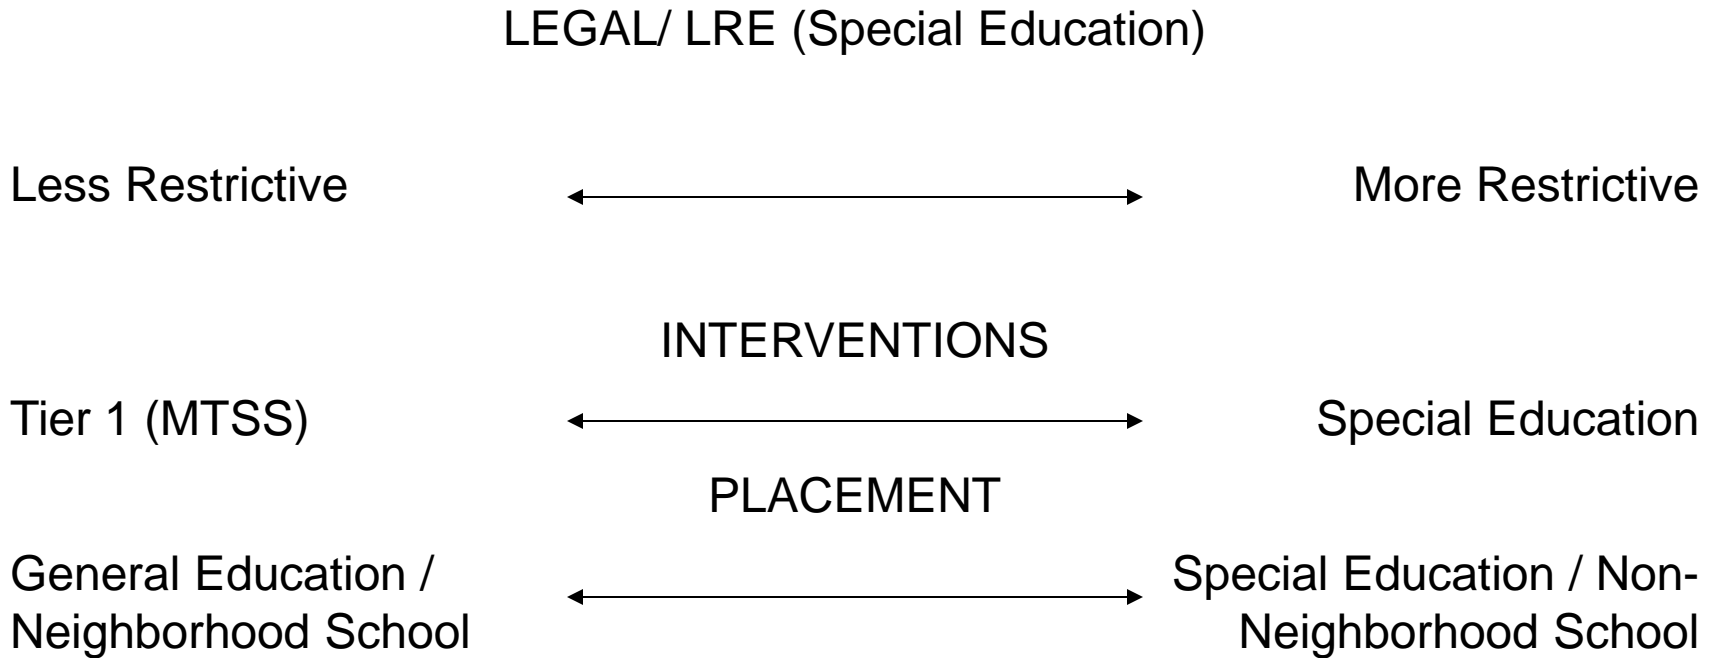 LEGAL/ LRE (Special Education)
Less Restrictive
More Restrictive
INTERVENTIONS
Tier 1 (MTSS)
Special Education
PLACEMENT
General Education /
Neighborhood School
Special Education / Non-
Neighborhood School